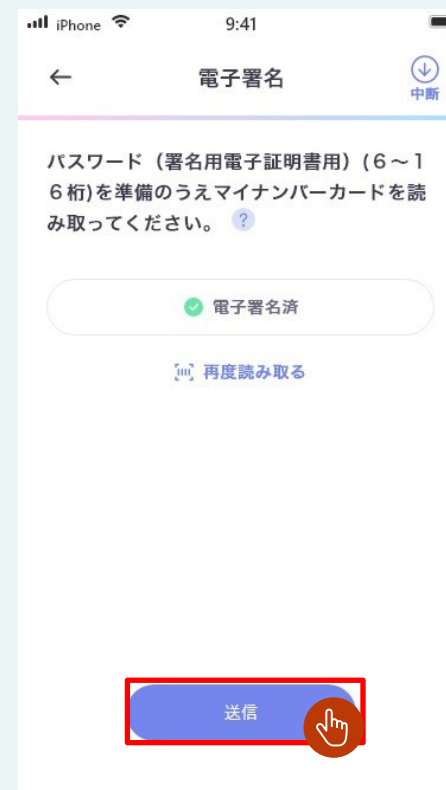 iPhone 9:41
電子署名
中断
パスワード（署名用電子証明書用）(６～１
６桁)を準備のうえマイナンバーカードを読
み取ってください。 ?
電子署名済
再度読み取る
送信